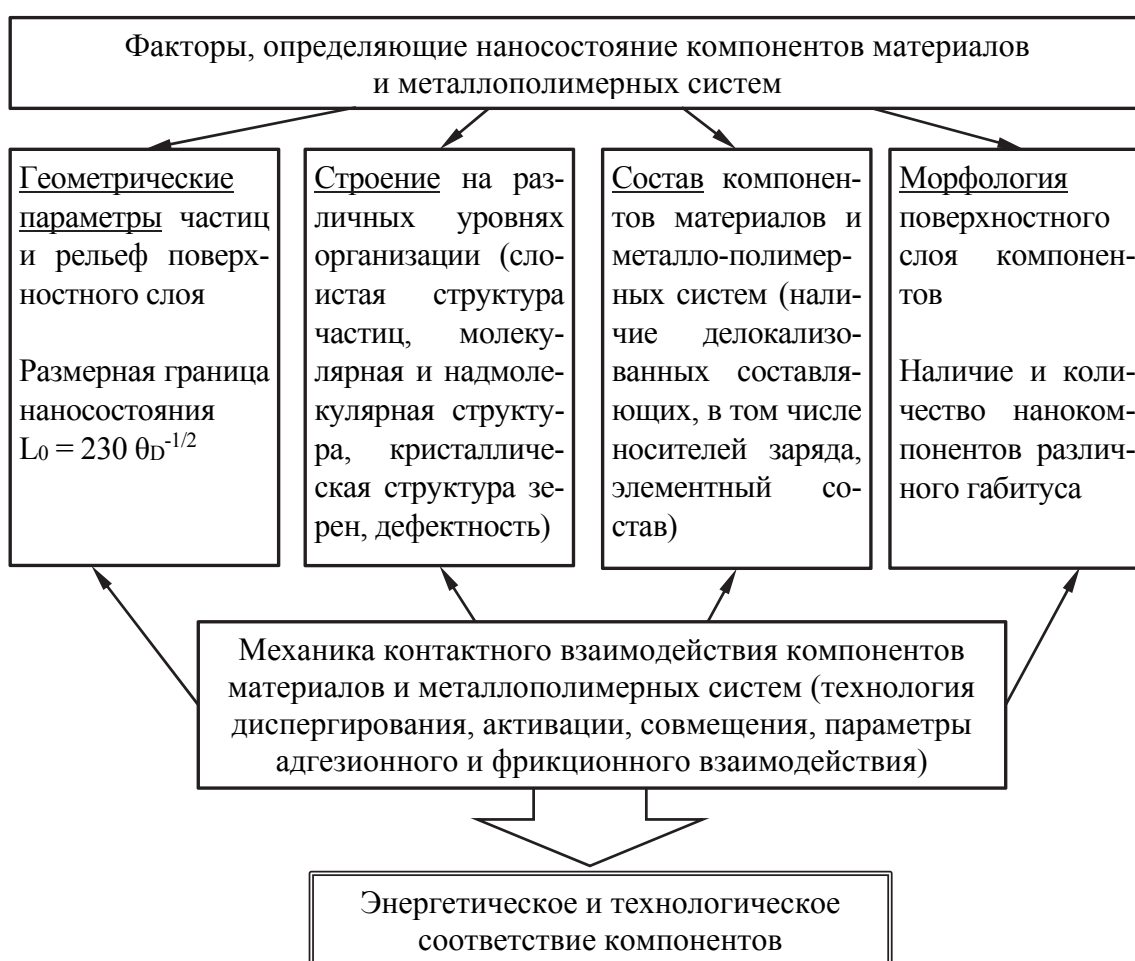 Факторы, определяющие наносостояние компонентов материалов
и металлополимерных систем
Геометрические
параметры частиц
и рельеф поверх-
ностного слоя
Размерная граница
наносостояния
L₀ = 230 θ_D^-1/2
Строение на раз-
личных уровнях
организации (сло-
истая структура
частиц, молеку-
лярная и надмоле-
кулярная структу-
ра, кристалличе-
ская структура зе-
рен, дефектность)
Состав компонен-
тов материалов и
металло-полимер-
ных систем (нали-
чие делокализо-
ванных составля-
ющих, в том числе
носителей заряда,
элементный со-
став)
Морфология
поверхностного
слоя компонен-
тов
Наличие и коли-
чество наноком-
понентов различ-
ного габитуса
Механика контактного взаимодействия компонентов
материалов и металлополимерных систем (технология
диспергирования, активации, совмещения, параметры
адгезионного и фрикционного взаимодействия)
Энергетическое и технологическое
соответствие компонентов